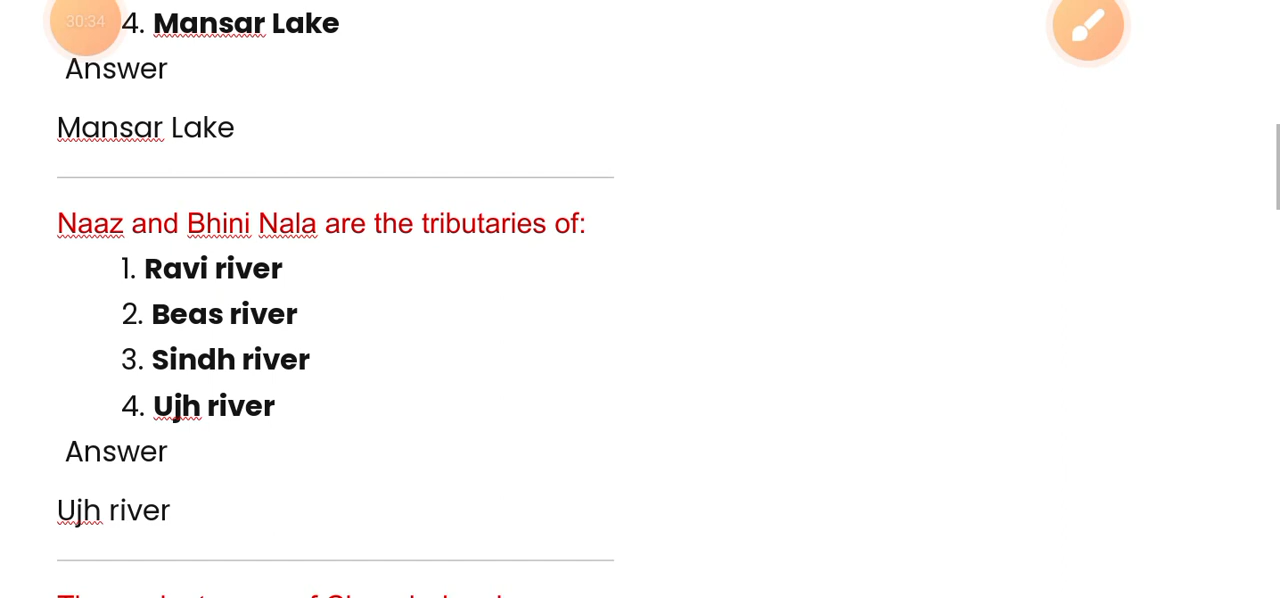 30:34
4. Mansar Lake
Answer
Mansar Lake
Naaz and Bhini Nala are the tributaries of:
1. Ravi river
2. Beas river
3. Sindh river
4. Ujh river
Answer
Ujh river